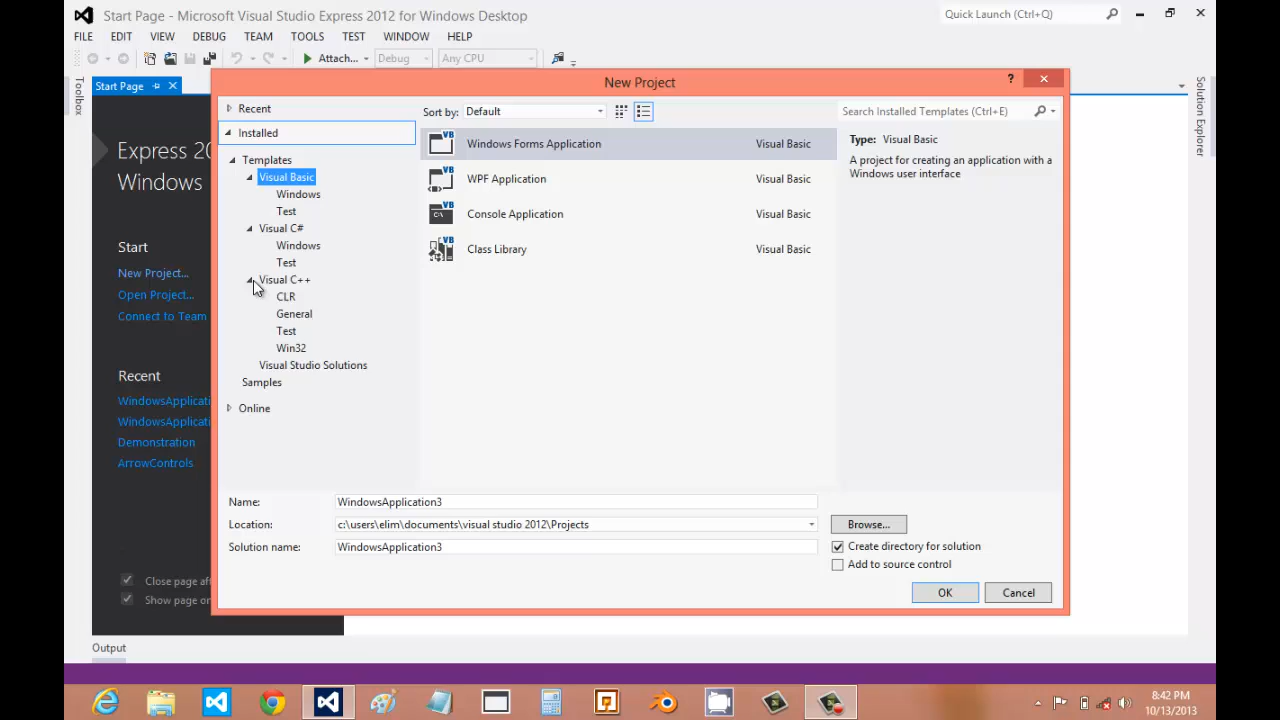 Start Page - Microsoft Visual Studio Express 2012 for Windows Desktop
Quick Launch (Ctrl+Q)
FILE EDIT VIEW DEBUG TEAM TOOLS TEST WINDOW HELP
Attach... Debug Any CPU
Toolbox
Start Page
Solution Explorer
Express 20
Windows
Start
New Project...
Open Project...
Connect to Team
Recent
WindowsApplicati
WindowsApplicati
Demonstration
ArrowControls
Close page aft
Show page on
New Project
?
Recent
Installed
Templates
Visual Basic
Windows
Test
Visual C#
Windows
Test
Visual C++
CLR
General
Test
Win32
Visual Studio Solutions
Samples
Online
Sort by: Default
Search Installed Templates (Ctrl+E)
VB Windows Forms Application Visual Basic
VB WPF Application Visual Basic
VB Console Application Visual Basic
VB Class Library Visual Basic
Type: Visual Basic
A project for creating an application with a
Windows user interface
Name: WindowsApplication3
Location: c:\users\elim\documents\visual studio 2012\Projects
Browse...
Solution name: WindowsApplication3
Create directory for solution
Add to source control
OK Cancel
Output
8:42 PM
10/13/2013